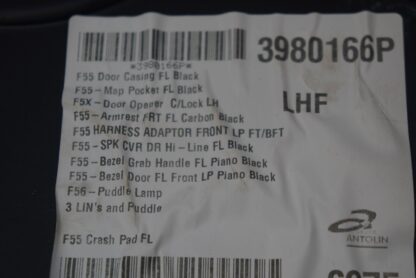 3980166P
*3980166P*
LHF
F55 Door Casing FL Black
F55-Map Pocket FL Black
F5X-Door Opener C/Lock LH
F55-Armrest FRT FL Carbon Black
F55 HARNESS ADAPTOR FRONT LP FT/BFT
F55-SPK CVR DR Hi-Line FL Black
F55-Bezel Grab Handle FL Piano Black
F55-Bezel Door FL Front LP Piano Black
F56-Puddle Lamp
3 LIN's and Puddle
F55 Crash Pad FL
ANTOLIN